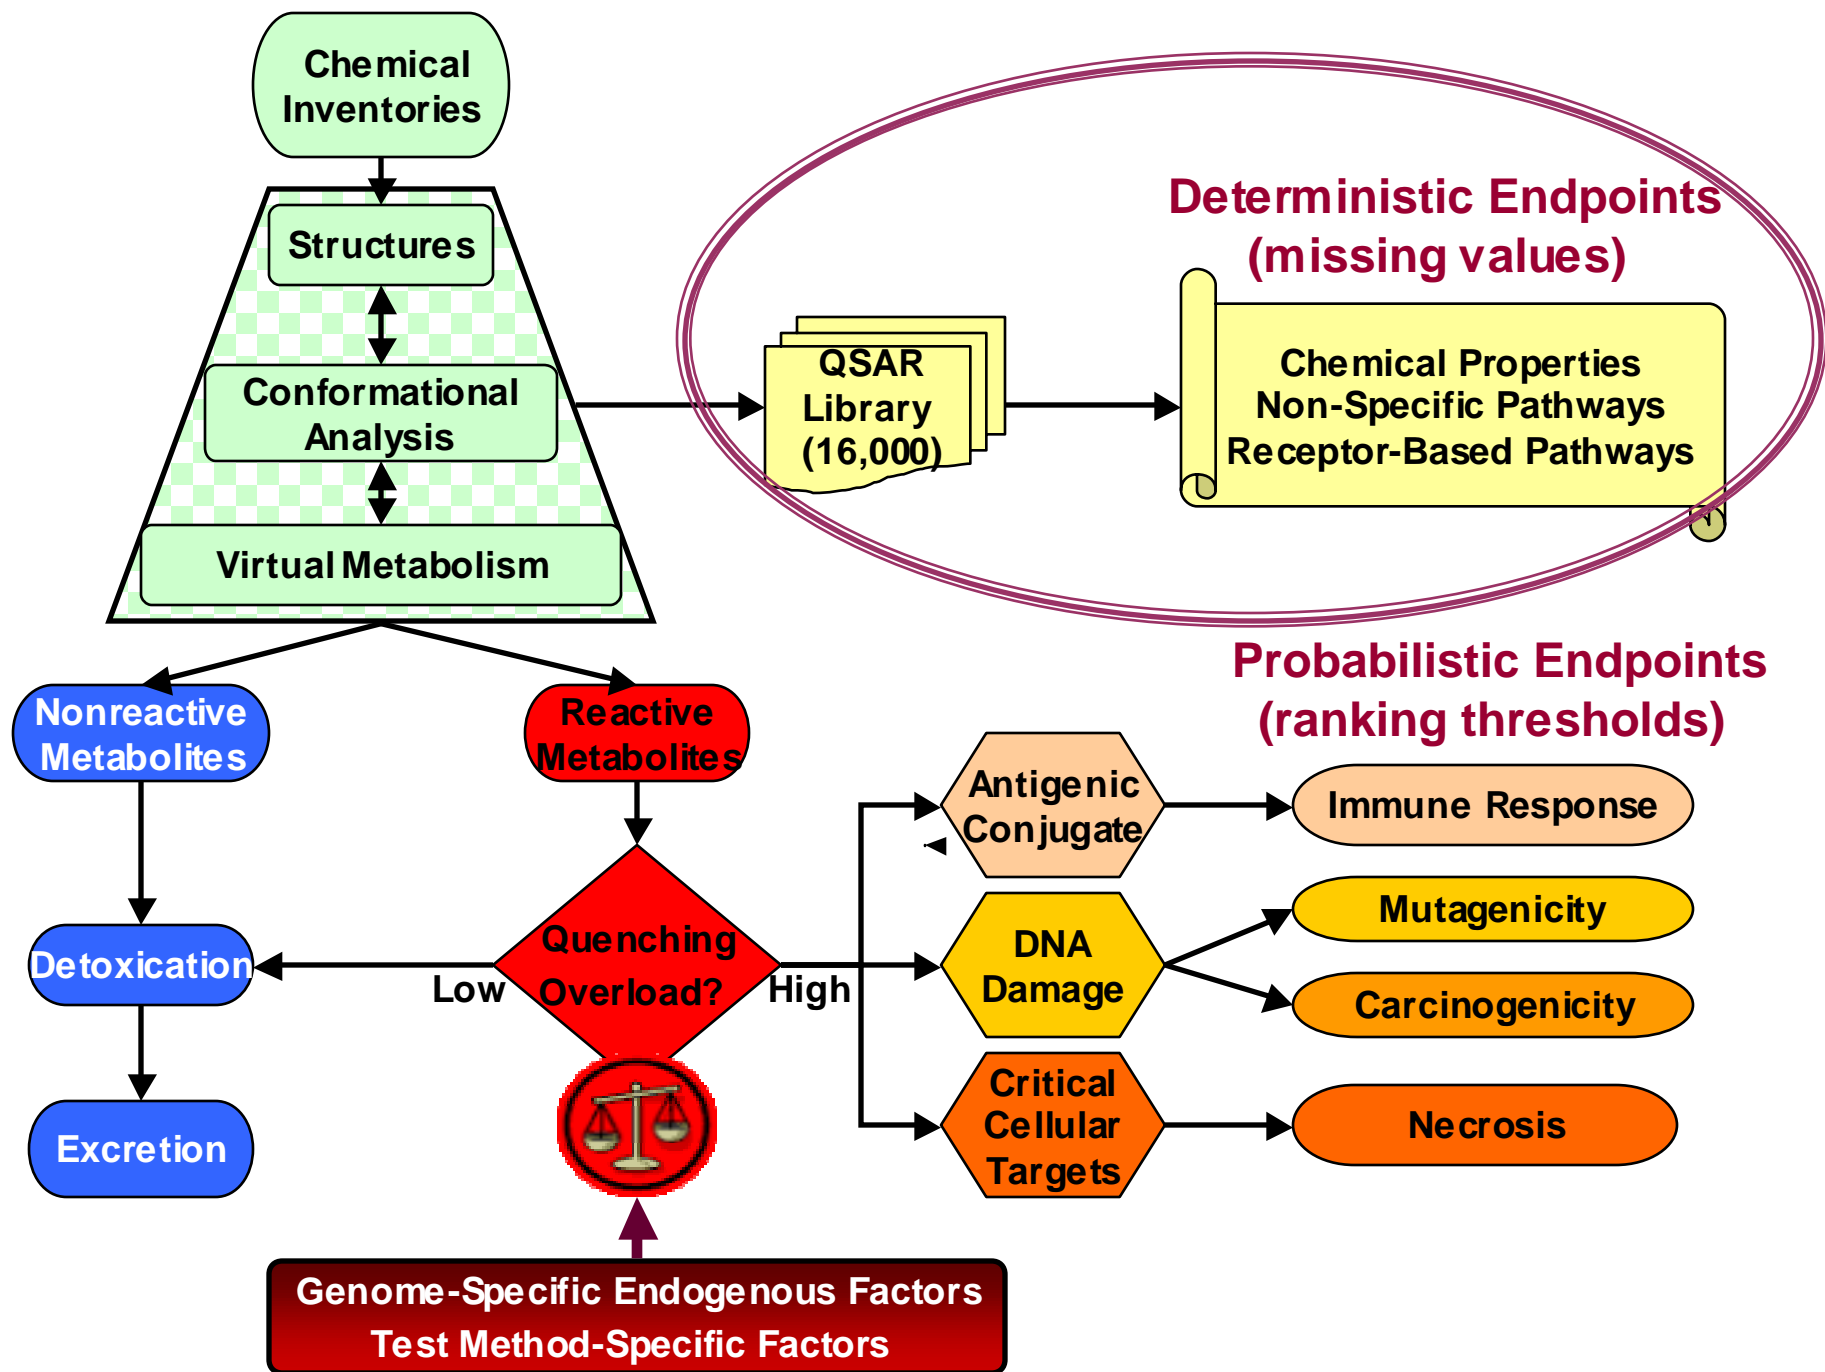 Chemical
Inventories
Structures
Conformational
Analysis
Virtual Metabolism
Deterministic Endpoints
(missing values)
QSAR
Library
(16,000)
Chemical Properties
Non-Specific Pathways
Receptor-Based Pathways
Probabilistic Endpoints
(ranking thresholds)
Nonreactive
Metabolites
Reactive
Metabolites
Antigenic
Conjugate
Immune Response
Detoxication
Low
Quenching
Overload?
High
DNA
Damage
Mutagenicity
Carcinogenicity
Excretion
Critical
Cellular
Targets
Necrosis
Genome-Specific Endogenous Factors
Test Method-Specific Factors